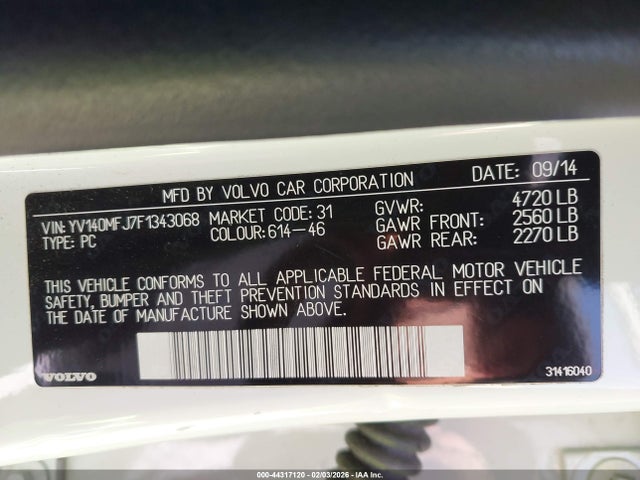 MFD BY VOLVO CAR CORPORATION DATE: 09/14
VIN: YV140MFJ7F1343068 MARKET CODE: 31 GVWR: 4720 LB
TYPE: PC COLOUR: 614-46 GAWR FRONT: 2560 LB
GAWR REAR: 2270 LB
THIS VEHICLE CONFORMS TO ALL APPLICABLE FEDERAL MOTOR VEHICLE
SAFETY, BUMPER AND THEFT PREVENTION STANDARDS IN EFFECT ON
THE DATE OF MANUFACTURE SHOWN ABOVE.
VOLVO 31416040
000-44317120 - 02/03/2026 - IAA Inc.